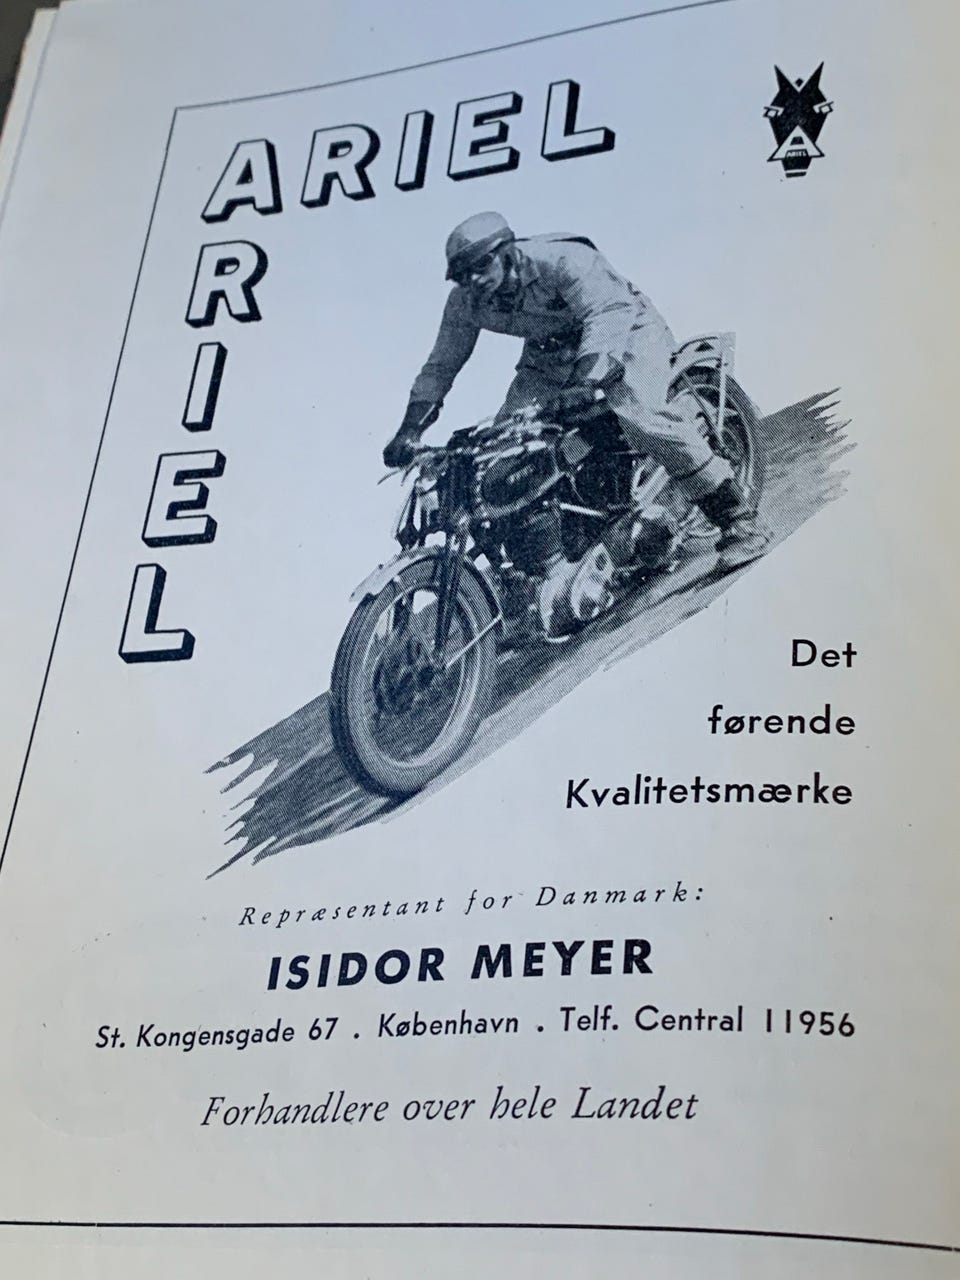 ARIEL
ARIEL
ARIEL
Det
førende
Kvalitetsmærke
Repræsentant for Danmark:
ISIDOR MEYER
St. Kongensgade 67 . København . Telf. Central 11956
Forhandlere over hele Landet